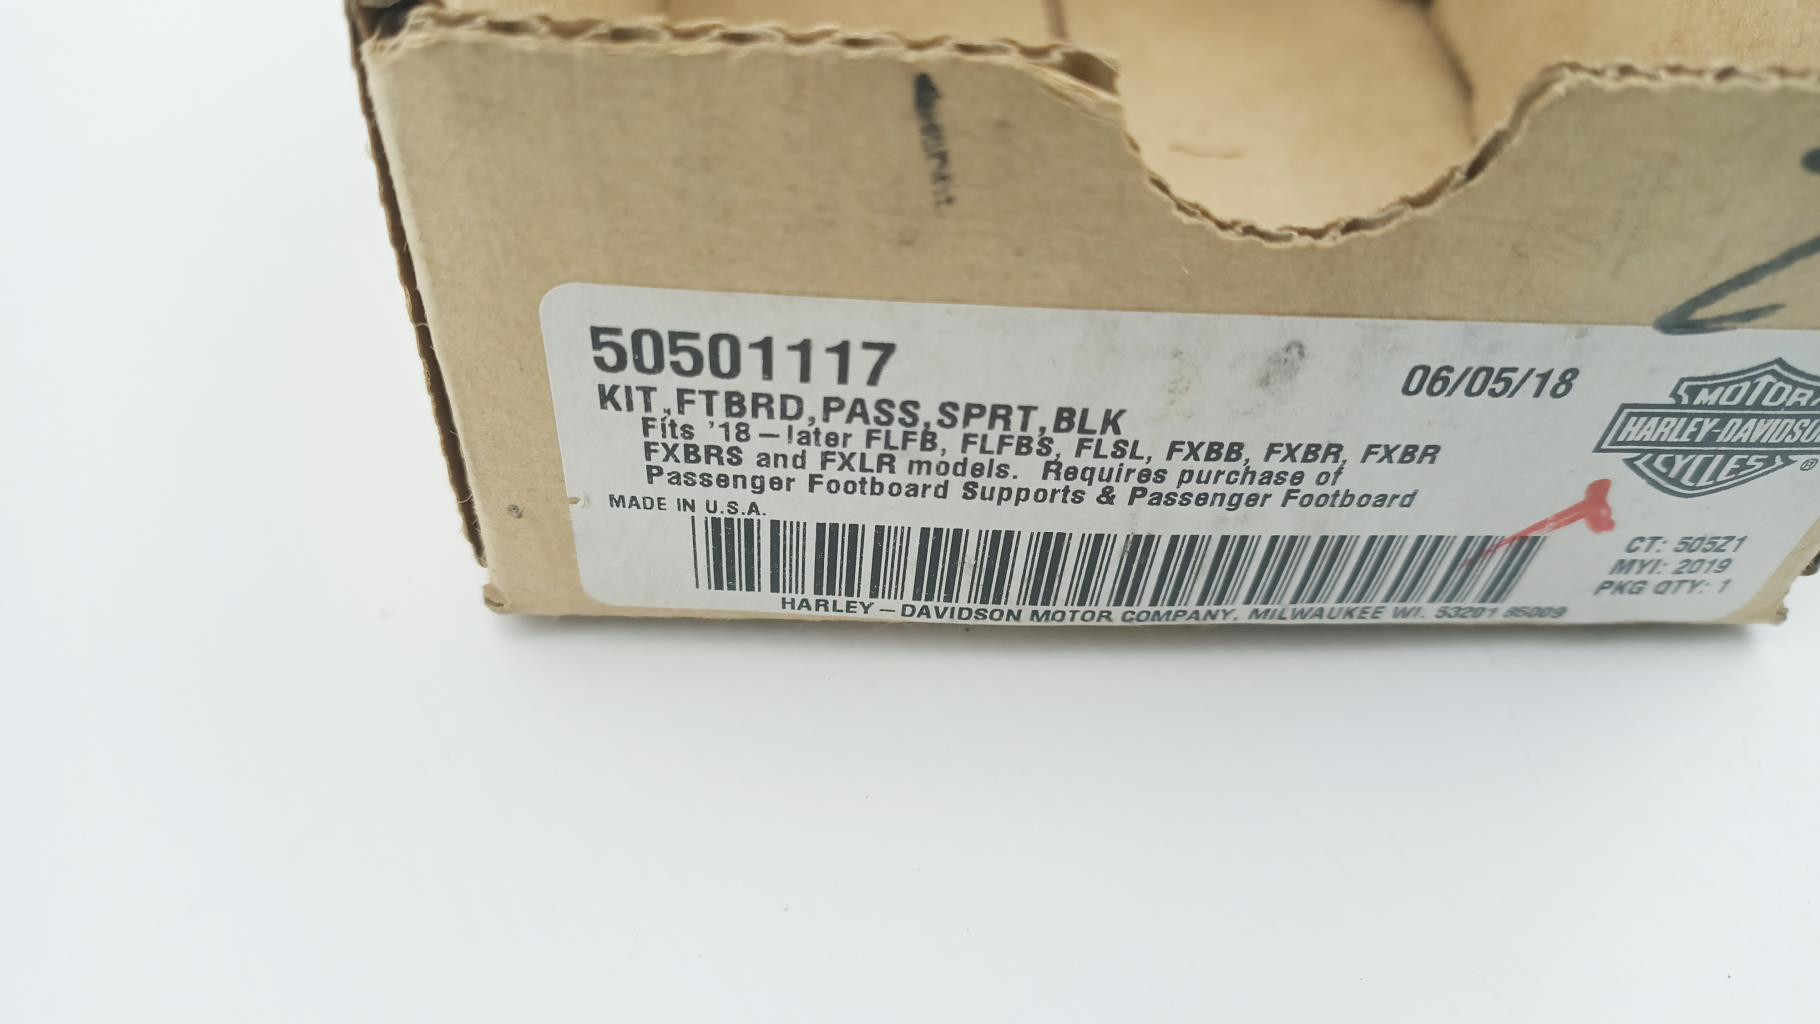 50501117
06/05/18
KIT,FTBRD,PASS,SPRT,BLK
Fits '18-later FLFB, FLFBS, FLSL, FXBB, FXBR, FXBR
FXBRS and FXLR models. Requires purchase of
Passenger Footboard Supports & Passenger Footboard
MADE IN U.S.A.
MOTOR
HARLEY-DAVIDSO
CYCLES
®
CT: 505Z1
MYI: 2019
PKG QTY: 1
HARLEY-DAVIDSON MOTOR COMPANY, MILWAUKEE WI. 53201 85009